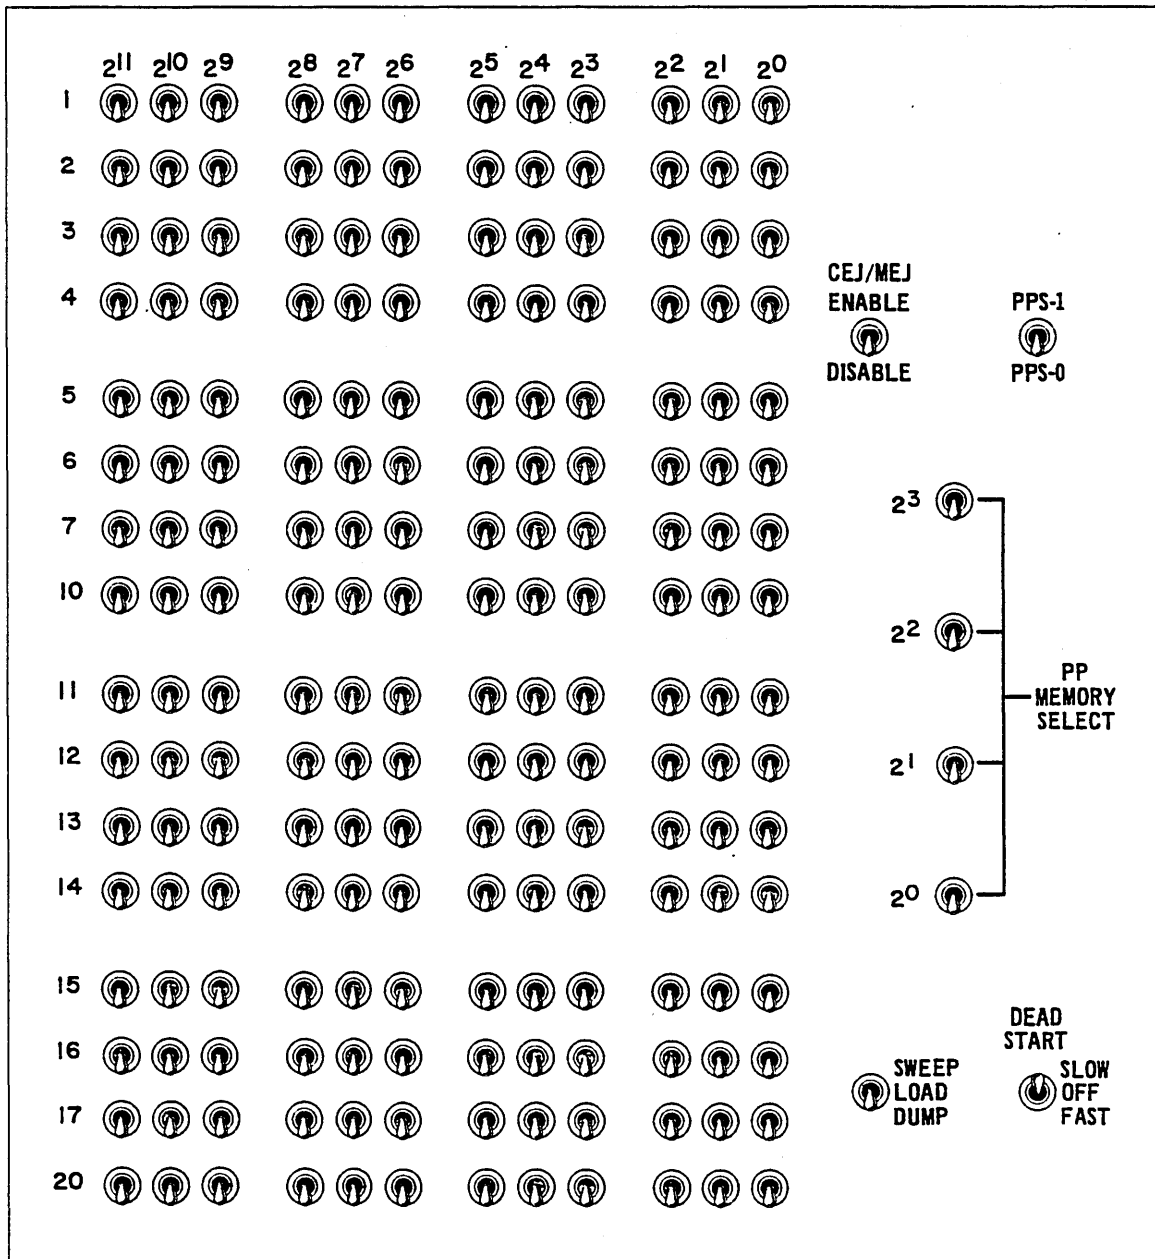 2¹¹ 2¹⁰ 2⁹ 2⁸ 2⁷ 2⁶ 2⁵ 2⁴ 2³ 2² 2¹ 2⁰
1
2
3
4
5
6
7
10
11
12
13
14
15
16
17
20
CEJ/MEJ
ENABLE
DISABLE
PPS-1
PPS-0
2³
2²
2¹
2⁰
PP
MEMORY
SELECT
SWEEP
LOAD
DUMP
DEAD
START
SLOW
OFF
FAST